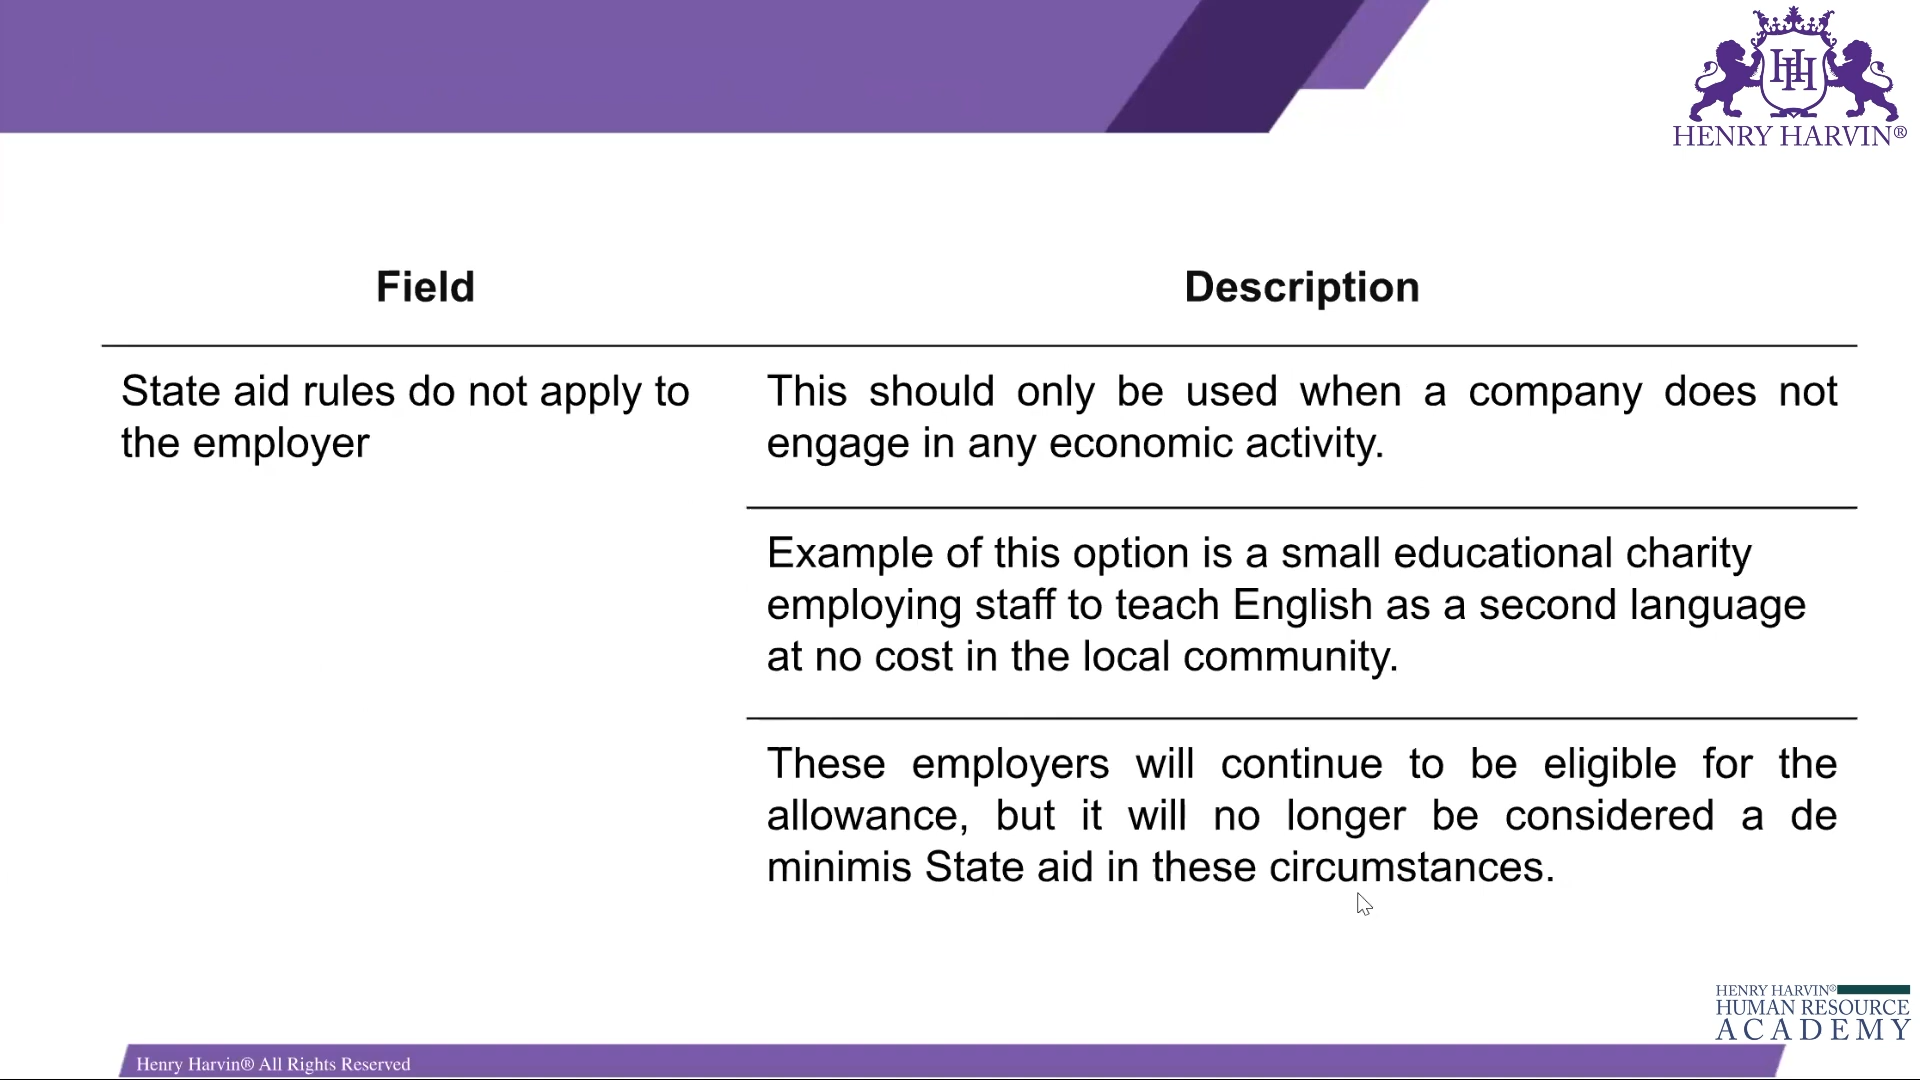 HH
HENRY HARVIN®
Field
Description
State aid rules do not apply to
the employer
This should only be used when a company does not
engage in any economic activity.
Example of this option is a small educational charity
employing staff to teach English as a second language
at no cost in the local community.
These employers will continue to be eligible for the
allowance, but it will no longer be considered a de
minimis State aid in these circumstances.
HENRY HARVIN®
HUMAN RESOURCE
ACADEMY
Henry Harvin® All Rights Reserved